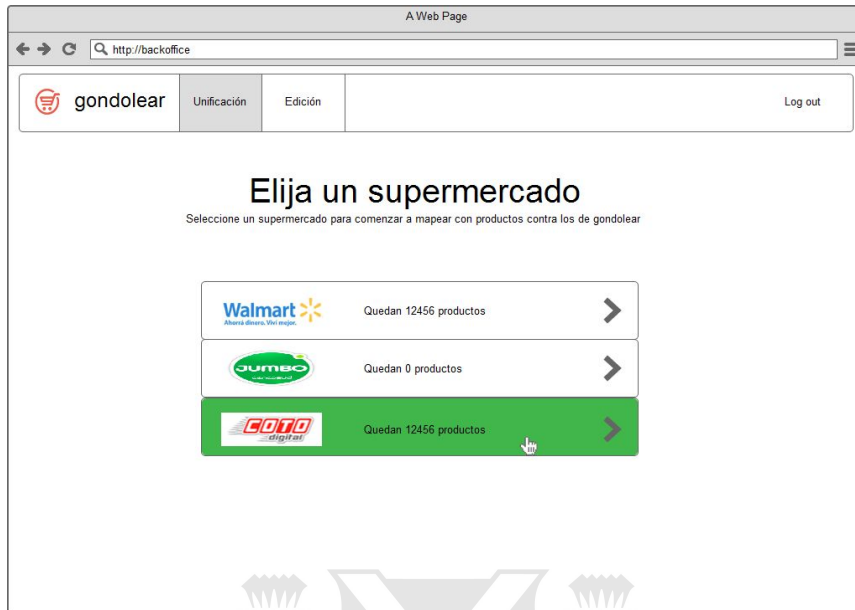 A Web Page
http://backoffice
gondolear
Unificación
Edición
Log out
Elija un supermercado
Seleccione un supermercado para comenzar a mapear con productos contra los de gondolear
Walmart
Ahorrá dinero. Viví mejor.
Quedan 12456 productos
JUMBO
Quedan 0 productos
COTO
digital
Quedan 12456 productos